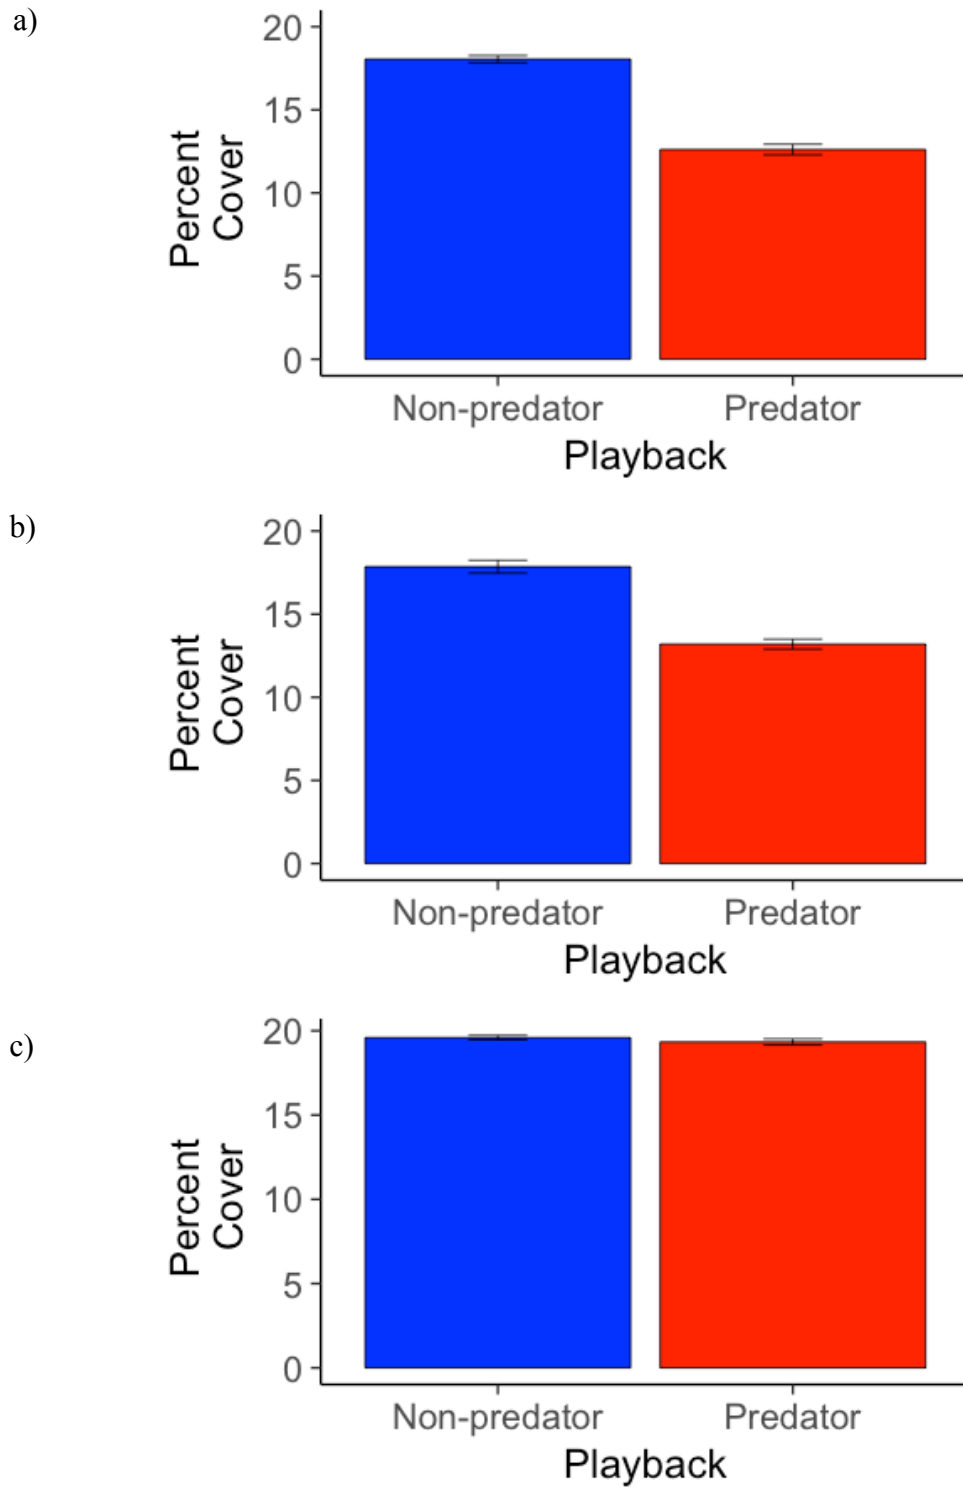 a)
20
15
10
5
0
Percent
Cover
Non-predator Predator
Playback
b)
20
15
10
5
0
Percent
Cover
Non-predator Predator
Playback
c)
20
15
10
5
0
Percent
Cover
Non-predator Predator
Playback